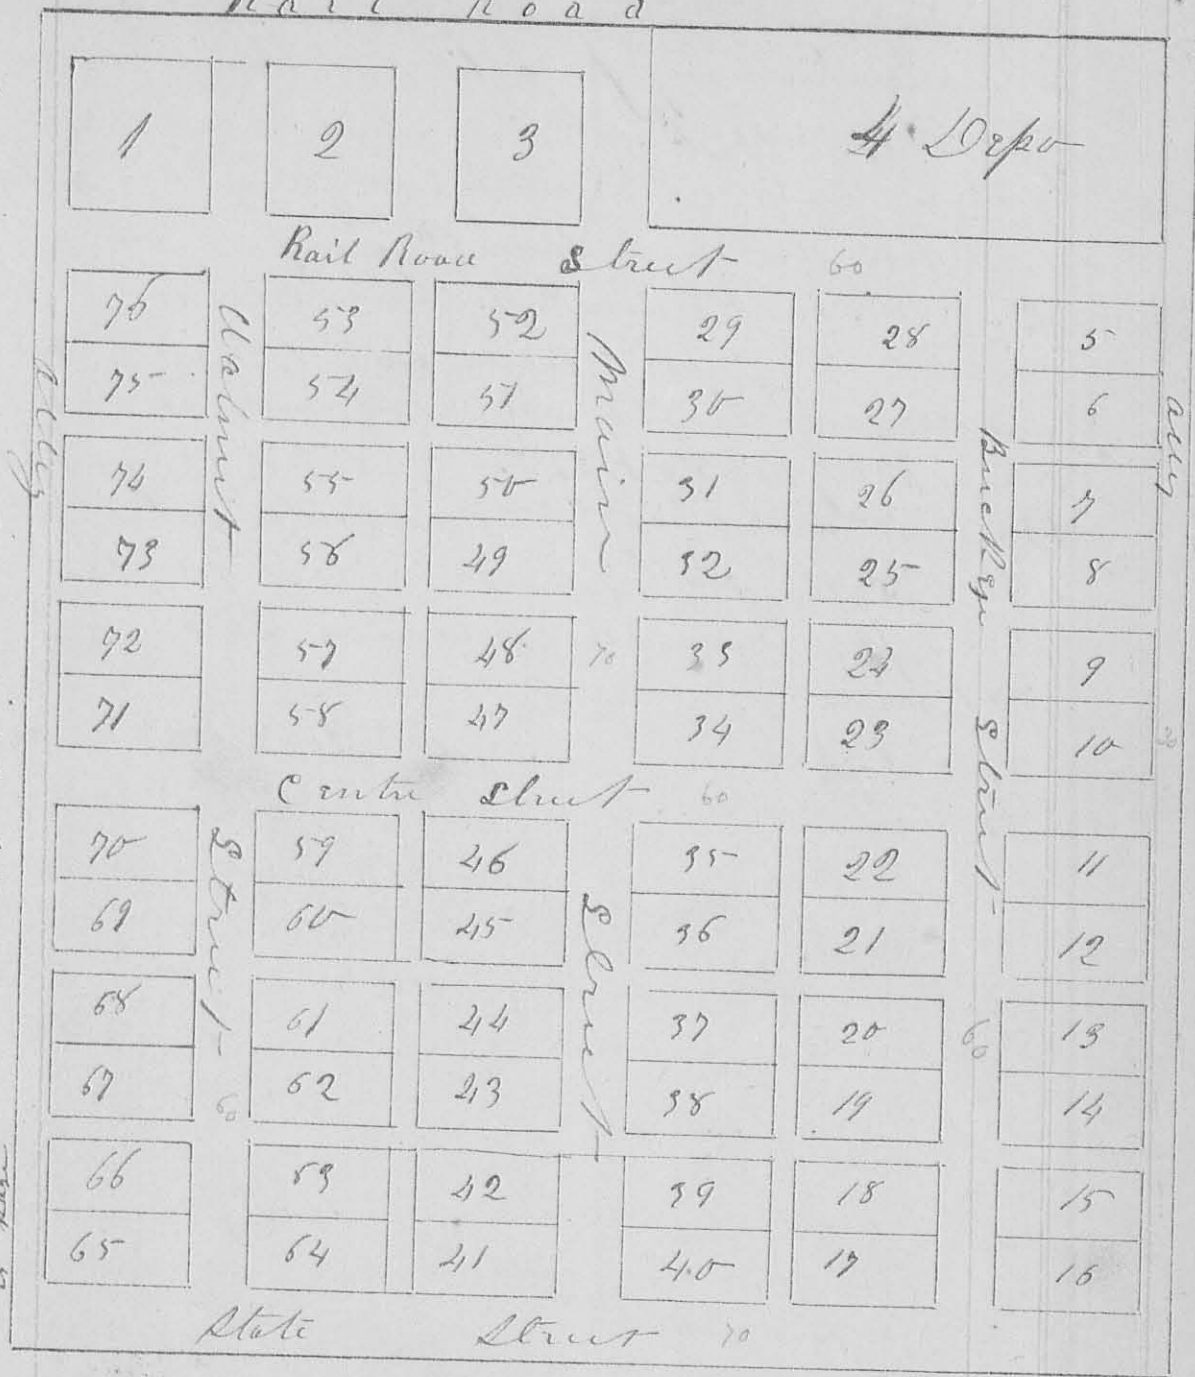 Rail Road
1 2 3 4 Depo
Rail Road Street 60
76 53 52 29 28 5
75 54 51 30 27 6
Walnut Main Buckeye
Ally Ally
74 55 50 31 26 7
73 56 49 32 25 8
72 57 48 70 33 24 9
71 58 47 34 23 10 30
Centre Street 60
70 59 46 35 22 11
69 60 45 36 21 12
Street Street Street
68 61 44 37 20 60 13
67 60 62 43 38 19 14
66 63 42 39 18 15
65 64 41 40 17 16
State Street 70